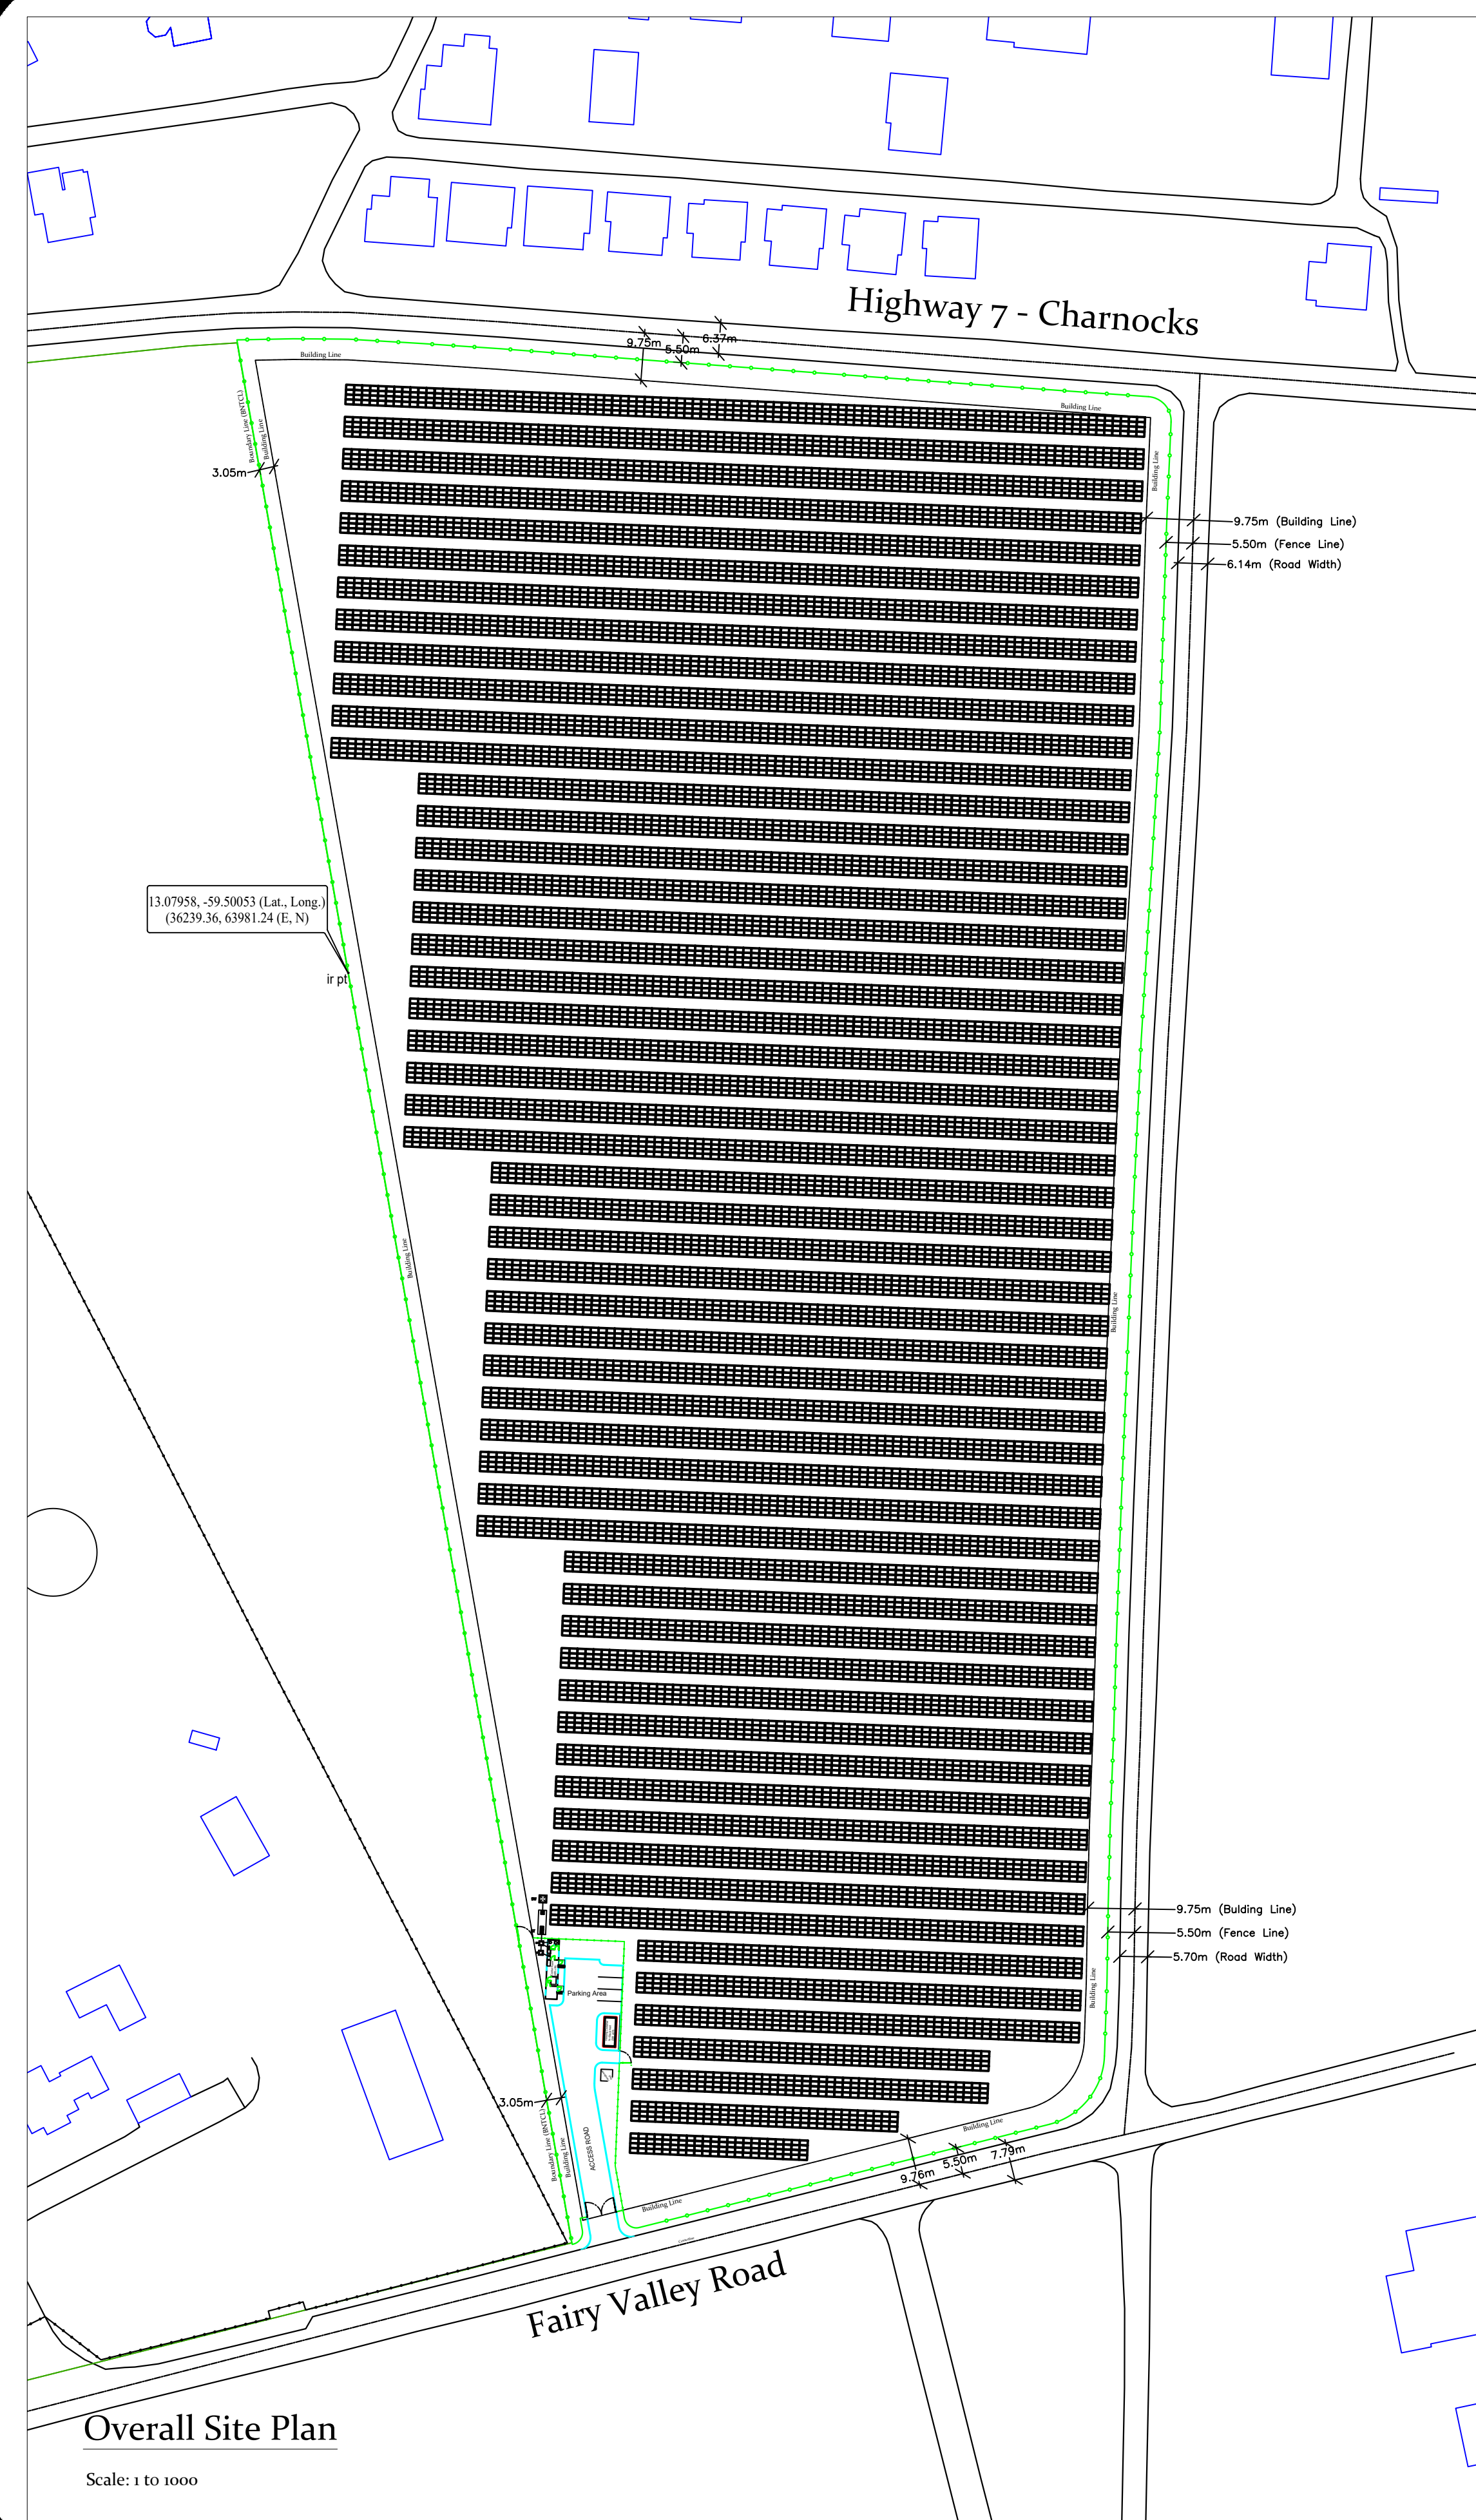 Highway 7 - Charnocks
9.75m
5.50m
6.37m
Building Line
Building Line
Boundary Line (BNTCL)
Building Line
Building Line
3.05m
9.75m (Building Line)
5.50m (Fence Line)
6.14m (Road Width)
13.07958, -59.50053 (Lat., Long.)
(36239.36, 63981.24 (E, N)
ir pt
Building Line
Building Line
9.75m (Bulding Line)
5.50m (Fence Line)
5.70m (Road Width)
Parking Area
Building Line
3.05m
Boundary Line (BNTCL)
Building Line
ACCESS ROAD
Building Line
Building Line
9.76m
5.50m
7.79m
Fairy Valley Road
Overall Site Plan
Scale: 1 to 1000